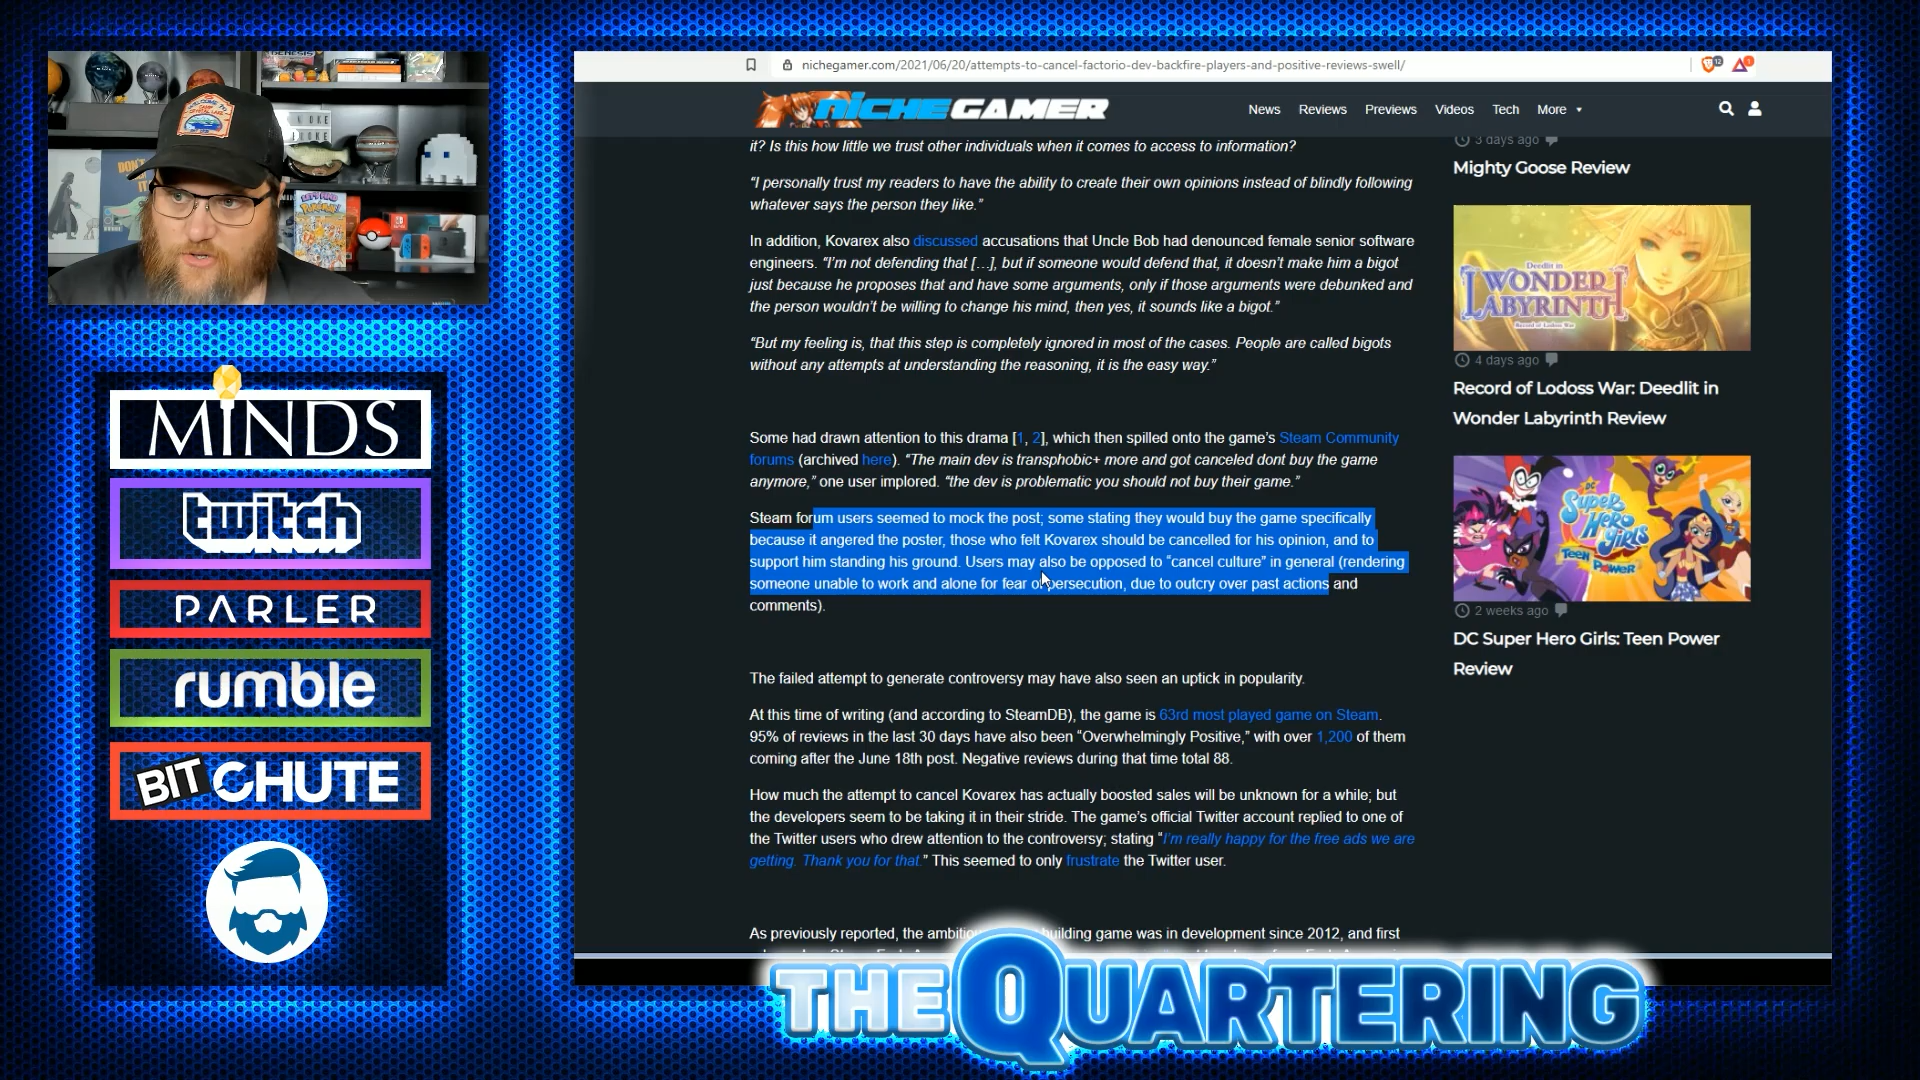 MINDS
twitch
PARLER
rumble
BITCHUTE
nichegamer.com/2021/06/20/attempts-to-cancel-factorio-dev-backfire-players-and-positive-reviews-swell/
NICHEGAMER
News Reviews Previews Videos Tech More
it? Is this how little we trust other individuals when it comes to access to information?
“I personally trust my readers to have the ability to create their own opinions instead of blindly following
whatever says the person they like.”
In addition, Kovarex also discussed accusations that Uncle Bob had denounced female senior software
engineers. “I’m not defending that […], but if someone would defend that, it doesn’t make him a bigot
just because he proposes that and have some arguments, only if those arguments were debunked and
the person wouldn’t be willing to change his mind, then yes, it sounds like a bigot.”
“But my feeling is, that this step is completely ignored in most of the cases. People are called bigots
without any attempts at understanding the reasoning, it is the easy way.”
Some had drawn attention to this drama [1, 2], which then spilled onto the game’s Steam Community
forums (archived here). “The main dev is transphobic+ more and got canceled dont buy the game
anymore,” one user implored. “the dev is problematic you should not buy their game.”
Steam forum users seemed to mock the post; some stating they would buy the game specifically
because it angered the poster, those who felt Kovarex should be cancelled for his opinion, and to
support him standing his ground. Users may also be opposed to “cancel culture” in general (rendering
someone unable to work and alone for fear of persecution, due to outcry over past actions and
comments).
The failed attempt to generate controversy may have also seen an uptick in popularity.
At this time of writing (and according to SteamDB), the game is 63rd most played game on Steam.
95% of reviews in the last 30 days have also been “Overwhelmingly Positive,” with over 1,200 of them
coming after the June 18th post. Negative reviews during that time total 88.
How much the attempt to cancel Kovarex has actually boosted sales will be unknown for a while; but
the developers seem to be taking it in their stride. The game’s official Twitter account replied to one of
the Twitter users who drew attention to the controversy; stating “I’m really happy for the free ads we are
getting. Thank you for that.” This seemed to only frustrate the Twitter user.
As previously reported, the ambitio building game was in development since 2012, and first
3 days ago
Mighty Goose Review
Deedlit in
WONDER
LABYRINTH
Record of Lodoss War
4 days ago
Record of Lodoss War: Deedlit in
Wonder Labyrinth Review
DC
SUPER
HERO
GIRLS
TEEN
POWER
2 weeks ago
DC Super Hero Girls: Teen Power
Review
THE QUARTERING